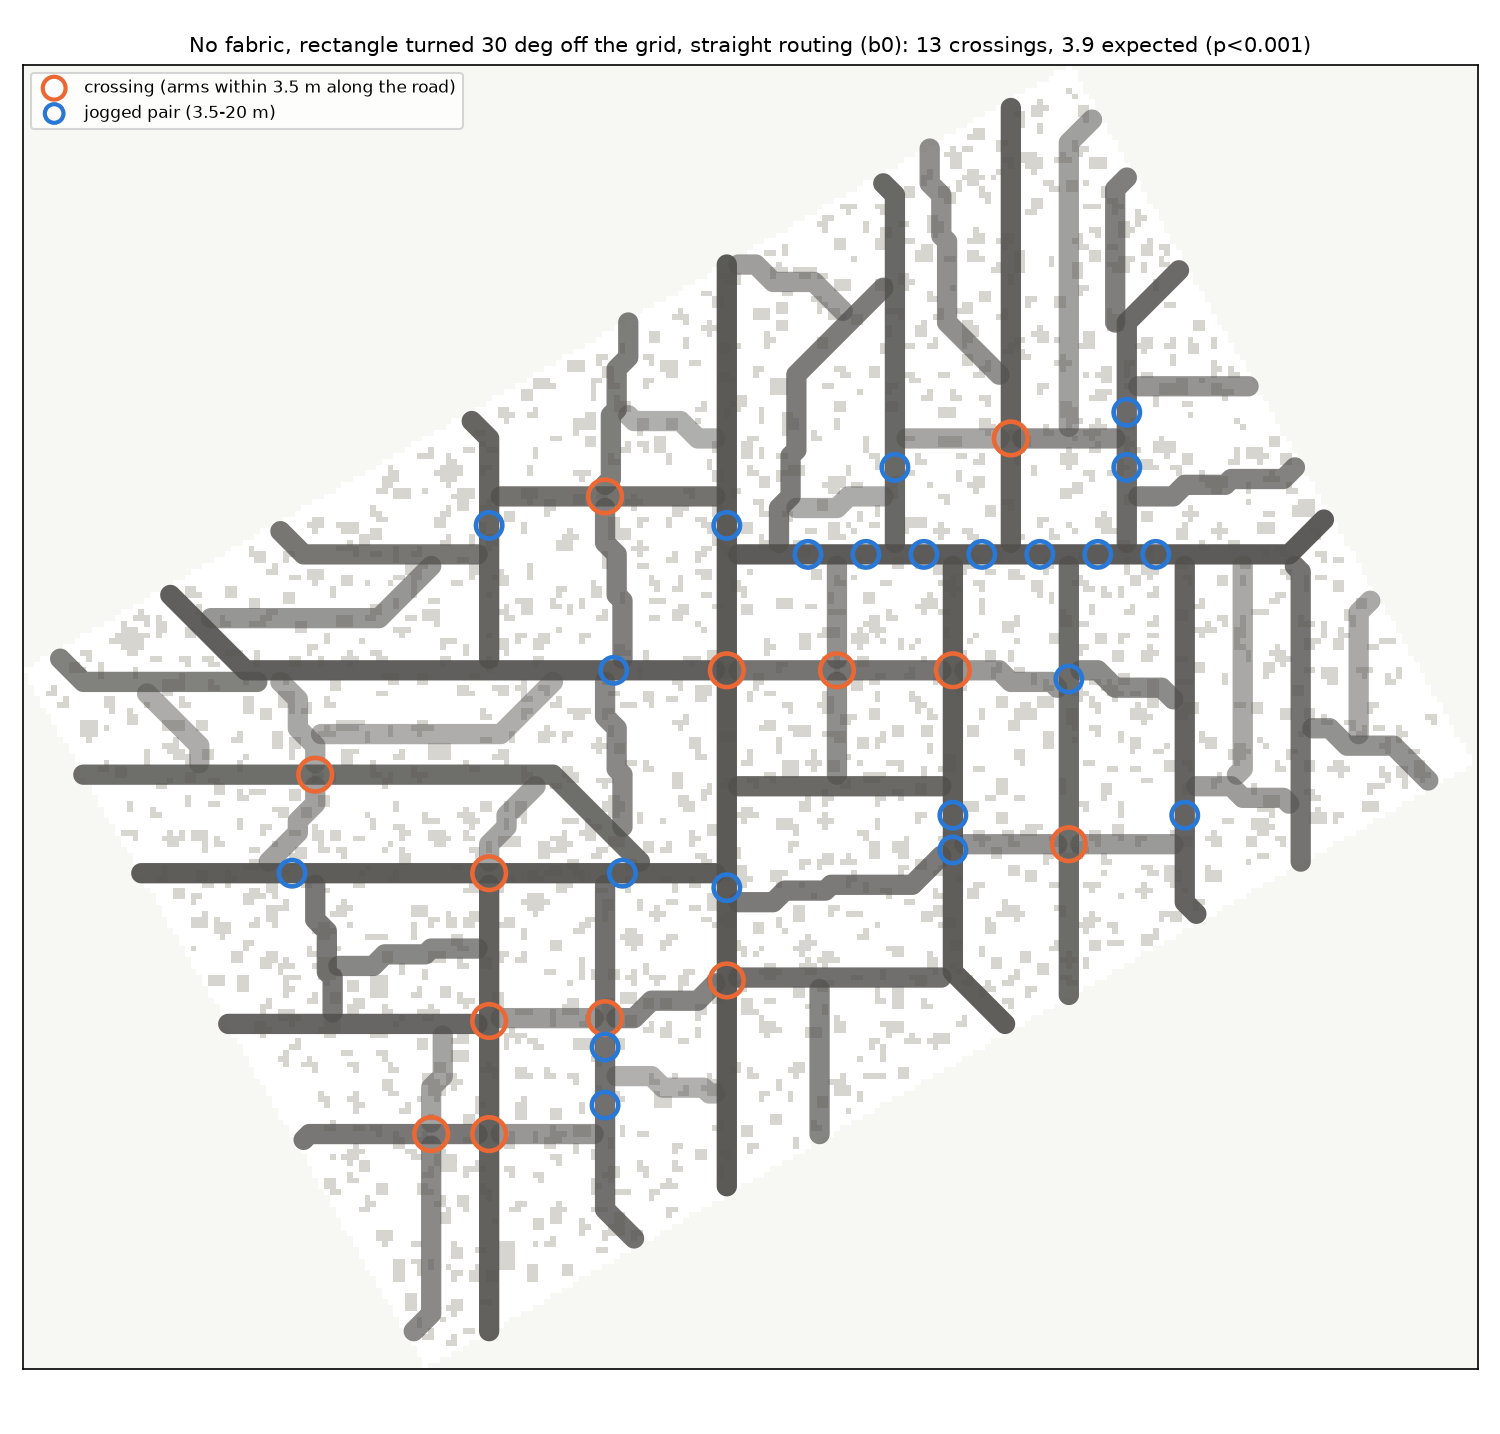 No fabric, rectangle turned 30 deg off the grid, straight routing (b0): 13 crossings, 3.9 expected (p<0.001)
crossing (arms within 3.5 m along the road)
jogged pair (3.5-20 m)